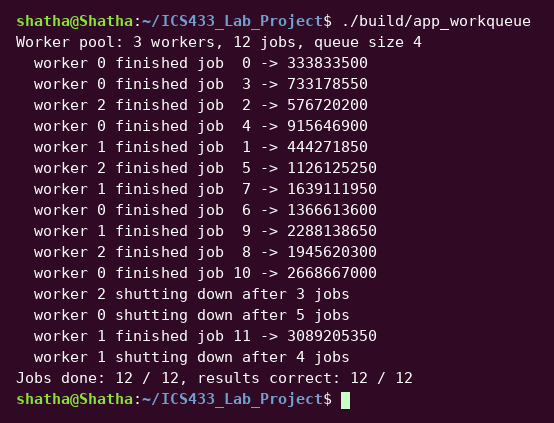 shatha@Shatha:~/ICS433_Lab_Project$ ./build/app_workqueue
Worker pool: 3 workers, 12 jobs, queue size 4
  worker 0 finished job  0 -> 333833500
  worker 0 finished job  3 -> 733178550
  worker 2 finished job  2 -> 576720200
  worker 0 finished job  4 -> 915646900
  worker 1 finished job  1 -> 444271850
  worker 2 finished job  5 -> 1126125250
  worker 1 finished job  7 -> 1639111950
  worker 0 finished job  6 -> 1366613600
  worker 1 finished job  9 -> 2288138650
  worker 2 finished job  8 -> 1945620300
  worker 0 finished job 10 -> 2668667000
  worker 2 shutting down after 3 jobs
  worker 0 shutting down after 5 jobs
  worker 1 finished job 11 -> 3089205350
  worker 1 shutting down after 4 jobs
Jobs done: 12 / 12, results correct: 12 / 12
shatha@Shatha:~/ICS433_Lab_Project$